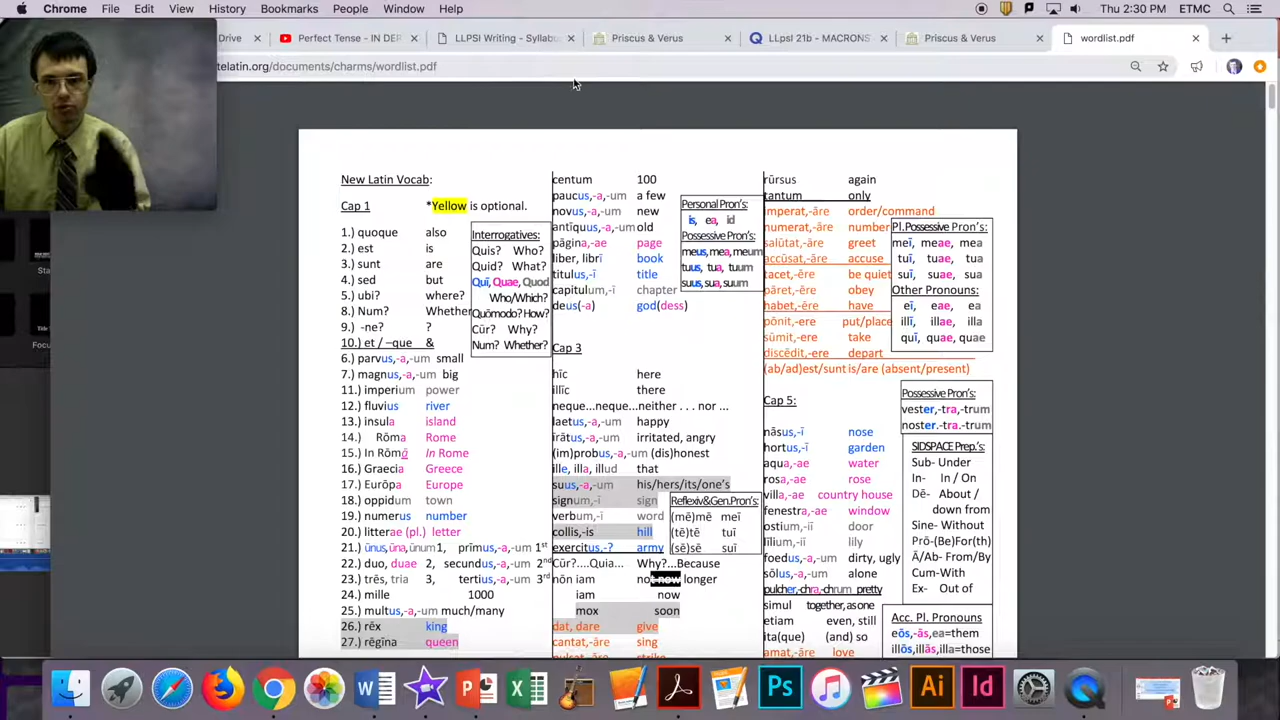 Chrome File Edit View History Bookmarks People Window Help Thu 2:30 PM ETMC
Drive Perfect Tense - IN DER LLPSI Writing - Syllabu Priscus & Verus LLpsI 21b - MACRONS Priscus & Verus wordlist.pdf
telatin.org/documents/charms/wordlist.pdf
New Latin Vocab:
Cap 1 *Yellow is optional.
1.) quoque also
2.) est is
3.) sunt are
4.) sed but
5.) ubi? where?
8.) Num? Whether
9.) -ne? ?
10.) et / –que &
6.) parvus,-a,-um small
7.) magnus,-a,-um big
11.) imperium power
12.) fluvius river
13.) insula island
14.) Rōma Rome
15.) In Rōmā In Rome
16.) Graecia Greece
17.) Eurōpa Europe
18.) oppidum town
19.) numerus number
20.) litterae (pl.) letter
21.) ūnus,ūna,ūnum 1, prīmus,-a,-um 1st
22.) duo, duae 2, secundus,-a,-um 2nd
23.) trēs, tria 3, tertius,-a,-um 3rd
24.) mille 1000
25.) multus,-a,-um much/many
26.) rēx king
27.) rēgīna queen
Interrogatives:
Quis? Who?
Quid? What?
Quī, Quae, Quod
Who/Which?
Quōmodo? How?
Cūr? Why?
Num? Whether?
centum 100
paucus,-a,-um a few
novus,-a,-um new
antīquus,-a,-um old
pāgina,-ae page
liber, librī book
titulus,-ī title
capitulum,-ī chapter
deus(-a) god(dess)
Personal Pron's:
is, ea, id
Possessive Pron's:
meus, mea, meum
tuus, tua, tuum
suus, sua, suum
Cap 3
hīc here
illīc there
neque...neque...neither . . . nor ...
laetus,-a,-um happy
irātus,-a,-um irritated, angry
(im)probus,-a,-um (dis)honest
ille, illa, illud that
suus,-a,-um his/hers/its/one's
signum,-ī sign
verbum,-ī word
collis,-is hill
exercitus,-? army
Cūr?....Quia... Why?...Because
nōn iam not now longer
iam now
mox soon
dat, dare give
cantat,-āre sing
pulsat,-āre strike
Reflexiv&Gen.Pron's:
(mē)mē meī
(tē)tē tuī
(sē)sē suī
rūrsus again
tantum only
imperat,-āre order/command
numerat,-āre number
salūtat,-āre greet
accūsat,-āre accuse
tacet,-ēre be quiet
pāret,-ēre obey
habet,-ēre have
pōnit,-ere put/place
sūmit,-ere take
discēdit,-ere depart
(ab/ad)est/sunt is/are (absent/present)
Pl.Possessive Pron's:
meī, meae, mea
tuī, tuae, tua
suī, suae, sua
Other Pronouns:
eī, eae, ea
illī, illae, illa
quī, quae, quae
Cap 5:
nāsus,-ī nose
hortus,-ī garden
aqua,-ae water
rosa,-ae rose
villa,-ae country house
fenestra,-ae window
ostium,-iī door
līlium,-iī lily
foedus,-a,-um dirty, ugly
sōlus,-a,-um alone
pulcher,-chra,-chrum pretty
simul together, as one
etiam even, still
ita(que) (and) so
amat,-āre love
Possessive Pron's:
vester,-tra,-trum
noster.-tra.-trum
SIDSPACE Prep.'s:
Sub- Under
In- In / On
Dē- About /
down from
Sine- Without
Prō-(Be)For(th)
Ā/Ab- From/By
Cum-With
Ex- Out of
Acc. Pl. Pronouns
eōs,-ās,ea=them
illōs,illās,illa=those